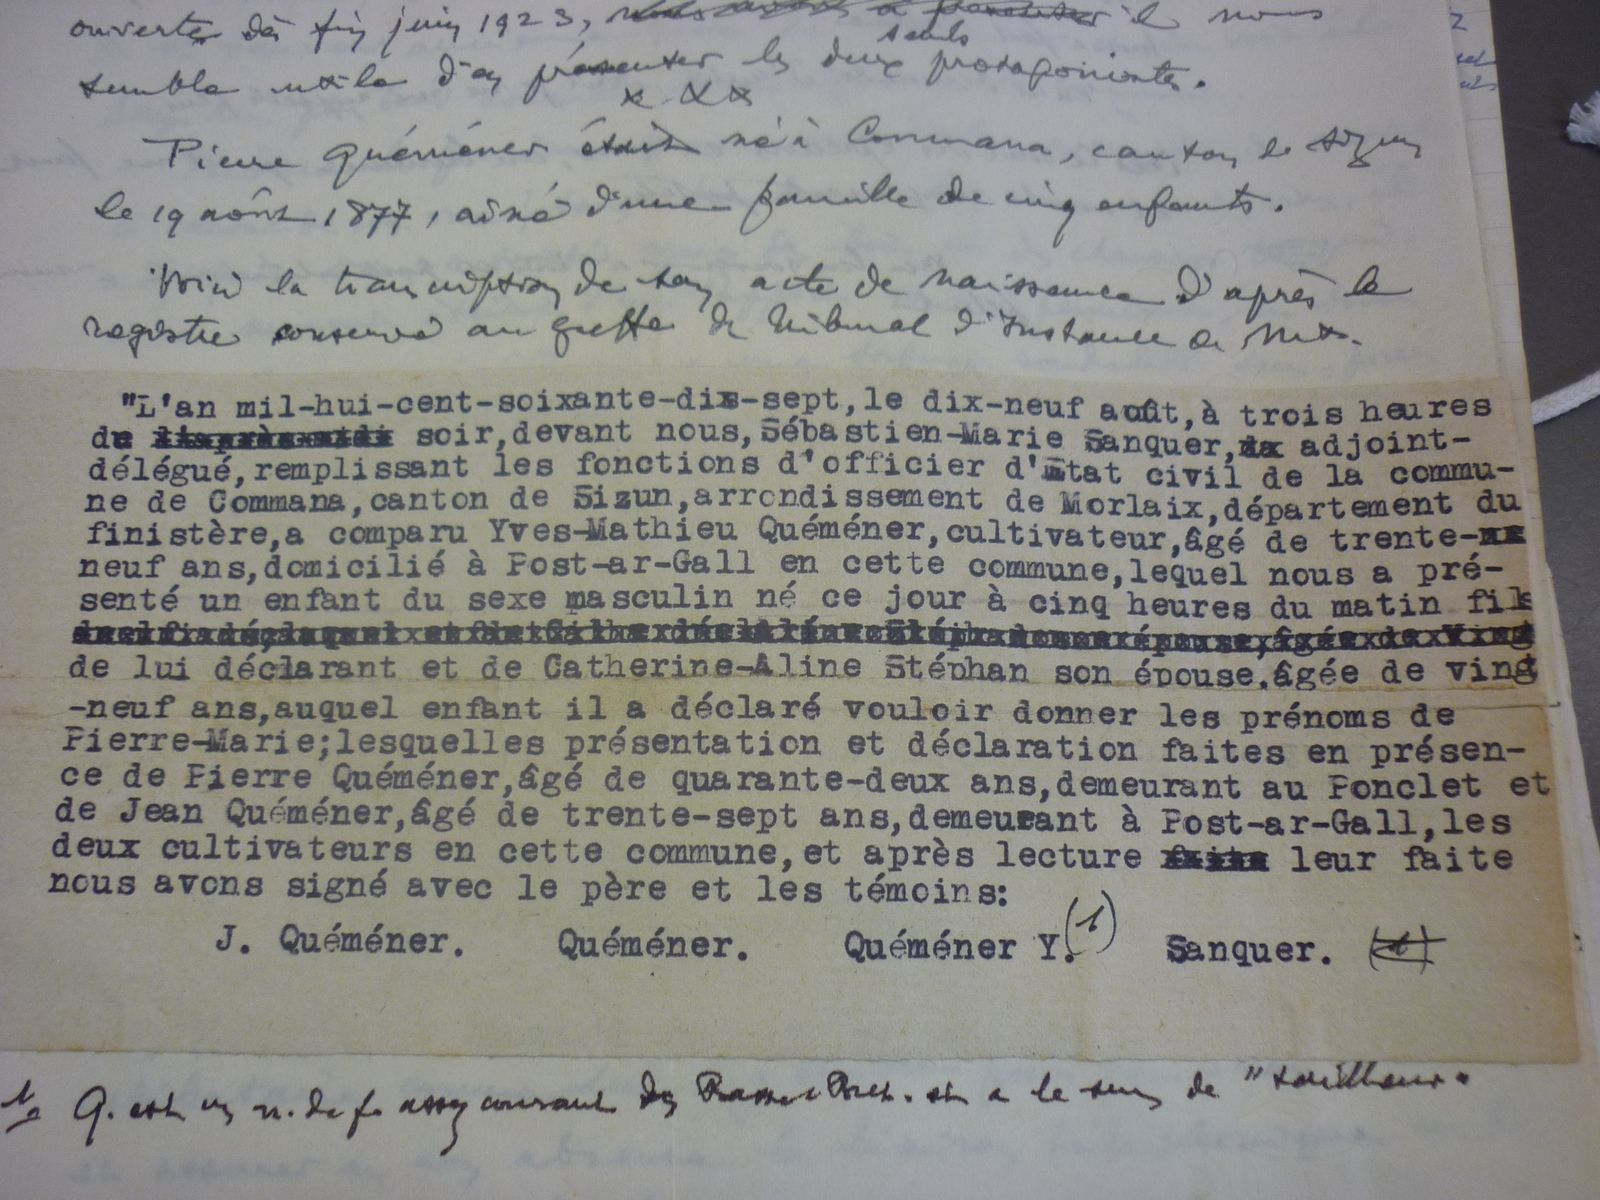 ouverte dès fin juin 1923, il nous
seuls
semble utile d'en présenter les deux protagonistes.
x x x
Pierre Quéméner était né à Commana, canton de Sizun
le 19 août 1877, aîné d'une famille de cinq enfants.
Voici la transcription de son acte de naissance d'après le
registre conservé au greffe du Tribunal d'Instance de
"L'an mil-hui-cent-soixante-dix-sept, le dix-neuf août, à trois heures
du soir, devant nous, Sébastien-Marie Sanquer, adjoint-
délégué, remplissant les fonctions d'officier d'Etat civil de la commu-
ne de Commana, canton de Sizun, arrondissement de Morlaix, département du
finistère, a comparu Yves-Mathieu Quéméner, cultivateur, âgé de trente-
neuf ans, domicilié à Post-ar-Gall en cette commune, lequel nous a pré-
senté un enfant du sexe masculin né ce jour à cinq heures du matin fils
de lui déclarant et de Catherine-Aline Stéphan son épouse, âgée de ving
-neuf ans, auquel enfant il a déclaré vouloir donner les prénoms de
Pierre-Marie; lesquelles présentation et déclaration faites en présen-
ce de Pierre Quéméner, âgé de quarante-deux ans, demeurant au Ponclet et
de Jean Quéméner, âgé de trente-sept ans, demeurant à Post-ar-Gall, les
deux cultivateurs en cette commune, et après lecture leur faite
nous avons signé avec le père et les témoins:
J. Quéméner. Quéméner. Quéméner Y. (1) Sanquer. (1)
1. Q. est un n. de f. assez courant en Basse Bret. et a le sens de "tailleur".